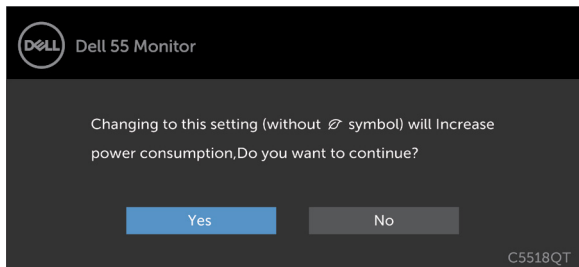 DELL
Dell 55 Monitor
Changing to this setting (without symbol) will Increase
power consumption,Do you want to continue?
Yes
No
C5518QT